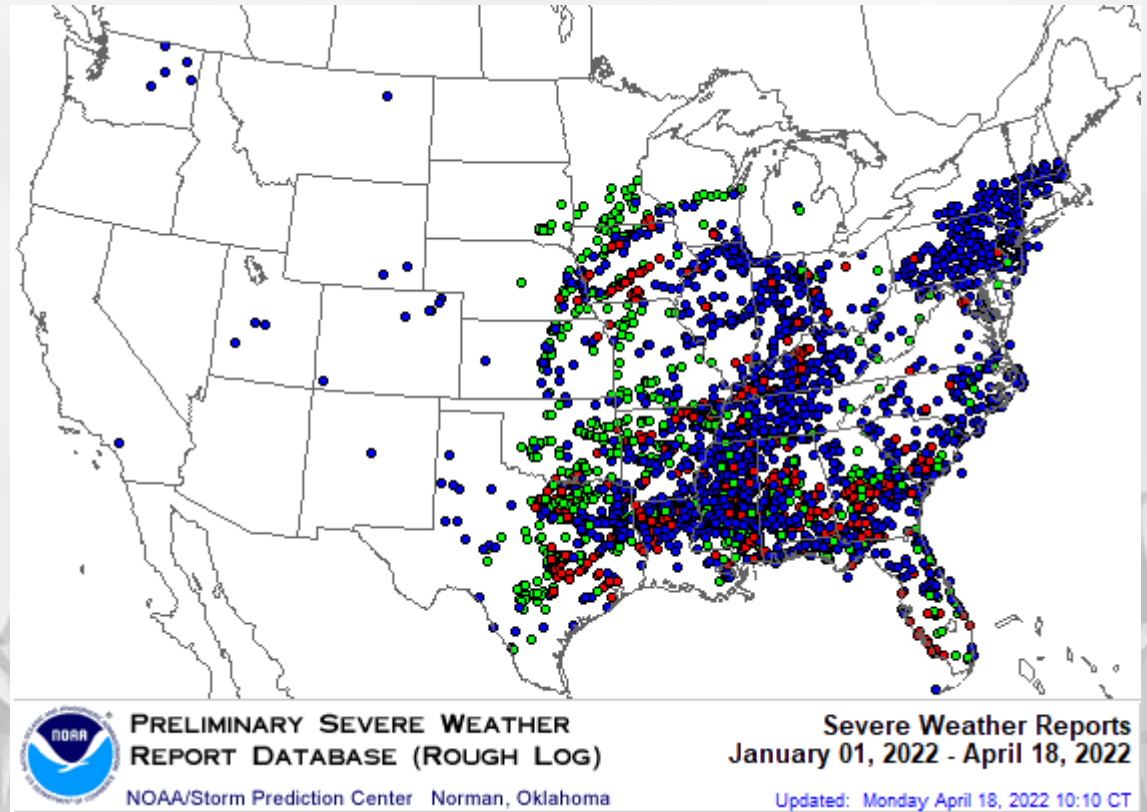 NOAA
PRELIMINARY SEVERE WEATHER
REPORT DATABASE (ROUGH LOG)
NOAA/Storm Prediction Center Norman, Oklahoma
Severe Weather Reports
January 01, 2022 - April 18, 2022
Updated: Monday April 18, 2022 10:10 CT